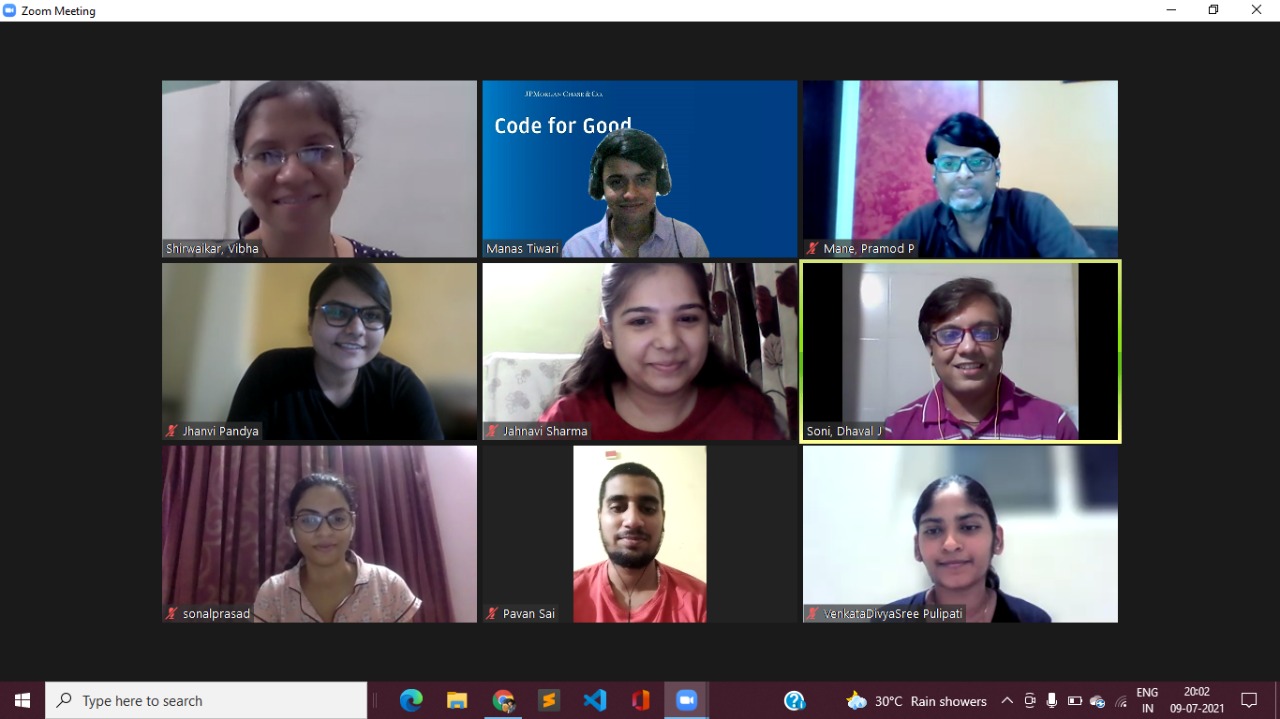 Zoom Meeting
JPMORGAN CHASE & CO.
Code for Good
Shirwaikar, Vibha
Manas Tiwari
Mane, Pramod P
Jhanvi Pandya
Jahnavi Sharma
Soni, Dhaval J
sonalprasad
Pavan Sai
VenkataDivyaSree Pulipati
Type here to search
30°C Rain showers
ENG
IN
20:02
09-07-2021